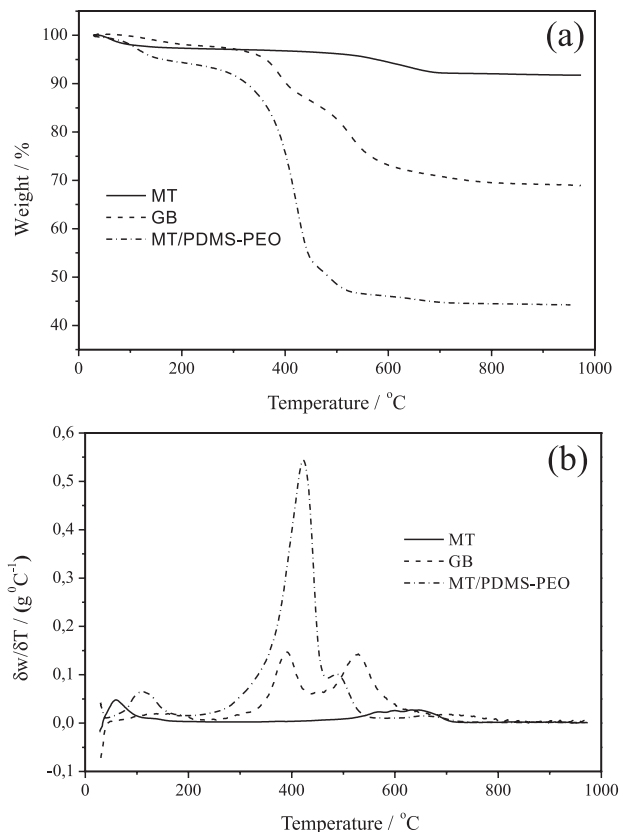 (a)
100
90
80
70
60
50
40
Weight / %
MT
GB
MT/PDMS-PEO
0 200 400 600 800 1000
Temperature / °C
(b)
0,6
0,5
0,4
0,3
0,2
0,1
0,0
-0,1
δw/δT / (g ⁰C⁻¹)
MT
GB
MT/PDMS-PEO
0 200 400 600 800 1000
Temperature / °C